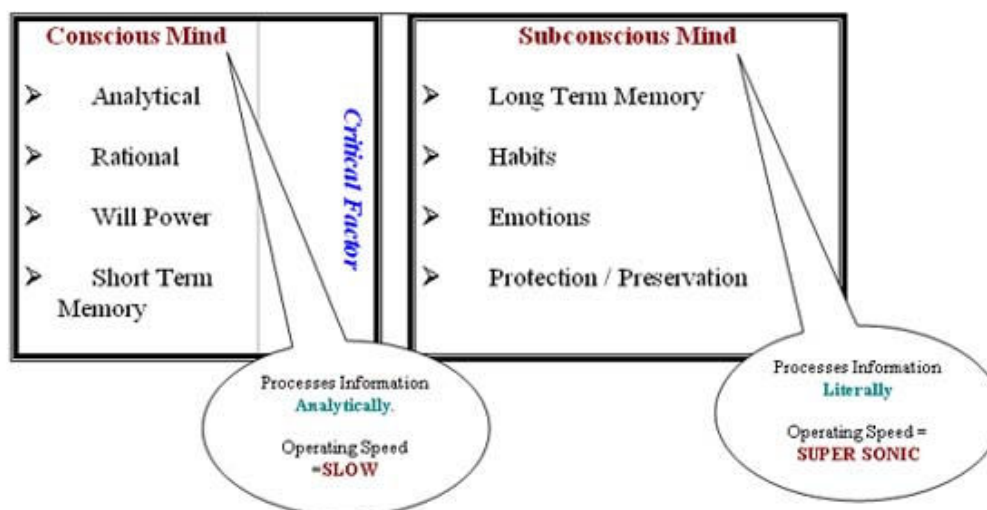 Conscious Mind
➢ Analytical
➢ Rational
➢ Will Power
➢ Short Term
Memory
Critical Factor
Subconscious Mind
➢ Long Term Memory
➢ Habits
➢ Emotions
➢ Protection / Preservation
Processes Information
Analytically.
Operating Speed
=SLOW
Processes Information
Literally
Operating Speed =
SUPER SONIC